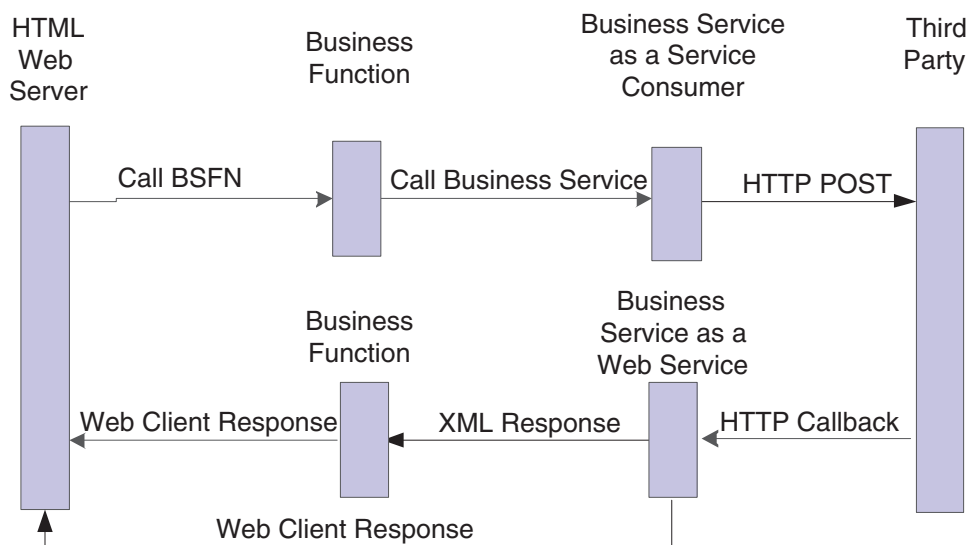 HTML
Web
Server
Business
Function
Business Service
as a Service
Consumer
Third
Party
Call BSFN
Call Business Service
HTTP POST
Business
Function
Business
Service as a
Web Service
Web Client Response
XML Response
HTTP Callback
Web Client Response